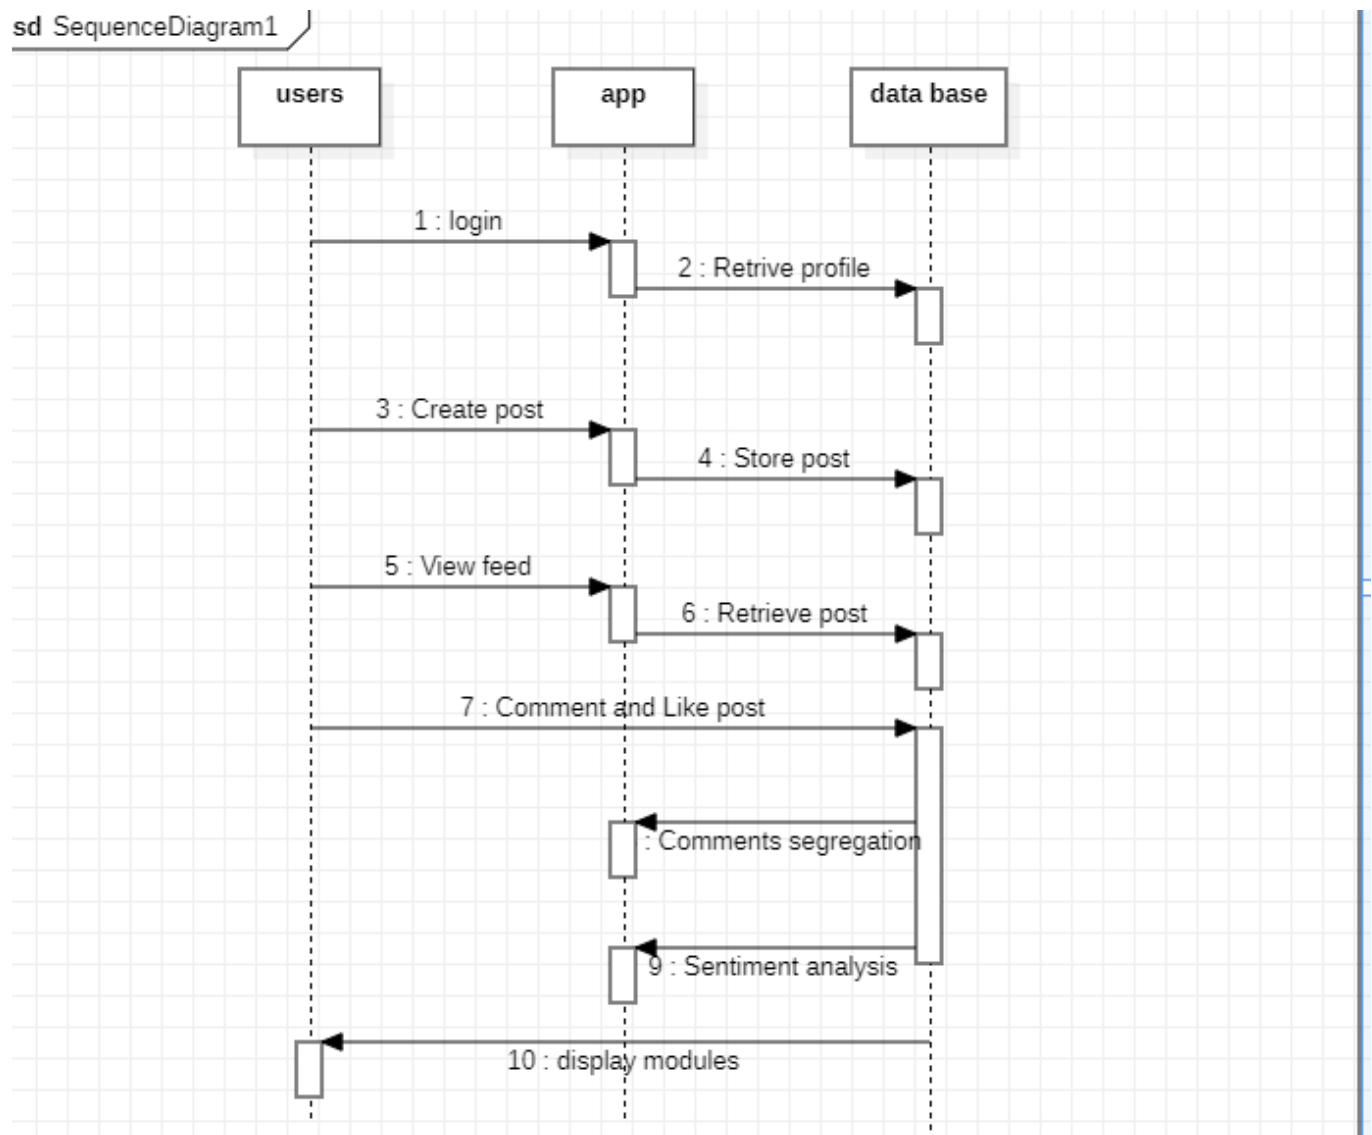 sd SequenceDiagram1
users
app
data base
1 : login
2 : Retrive profile
3 : Create post
4 : Store post
5 : View feed
6 : Retrieve post
7 : Comment and Like post
: Comments segregation
9 : Sentiment analysis
10 : display modules